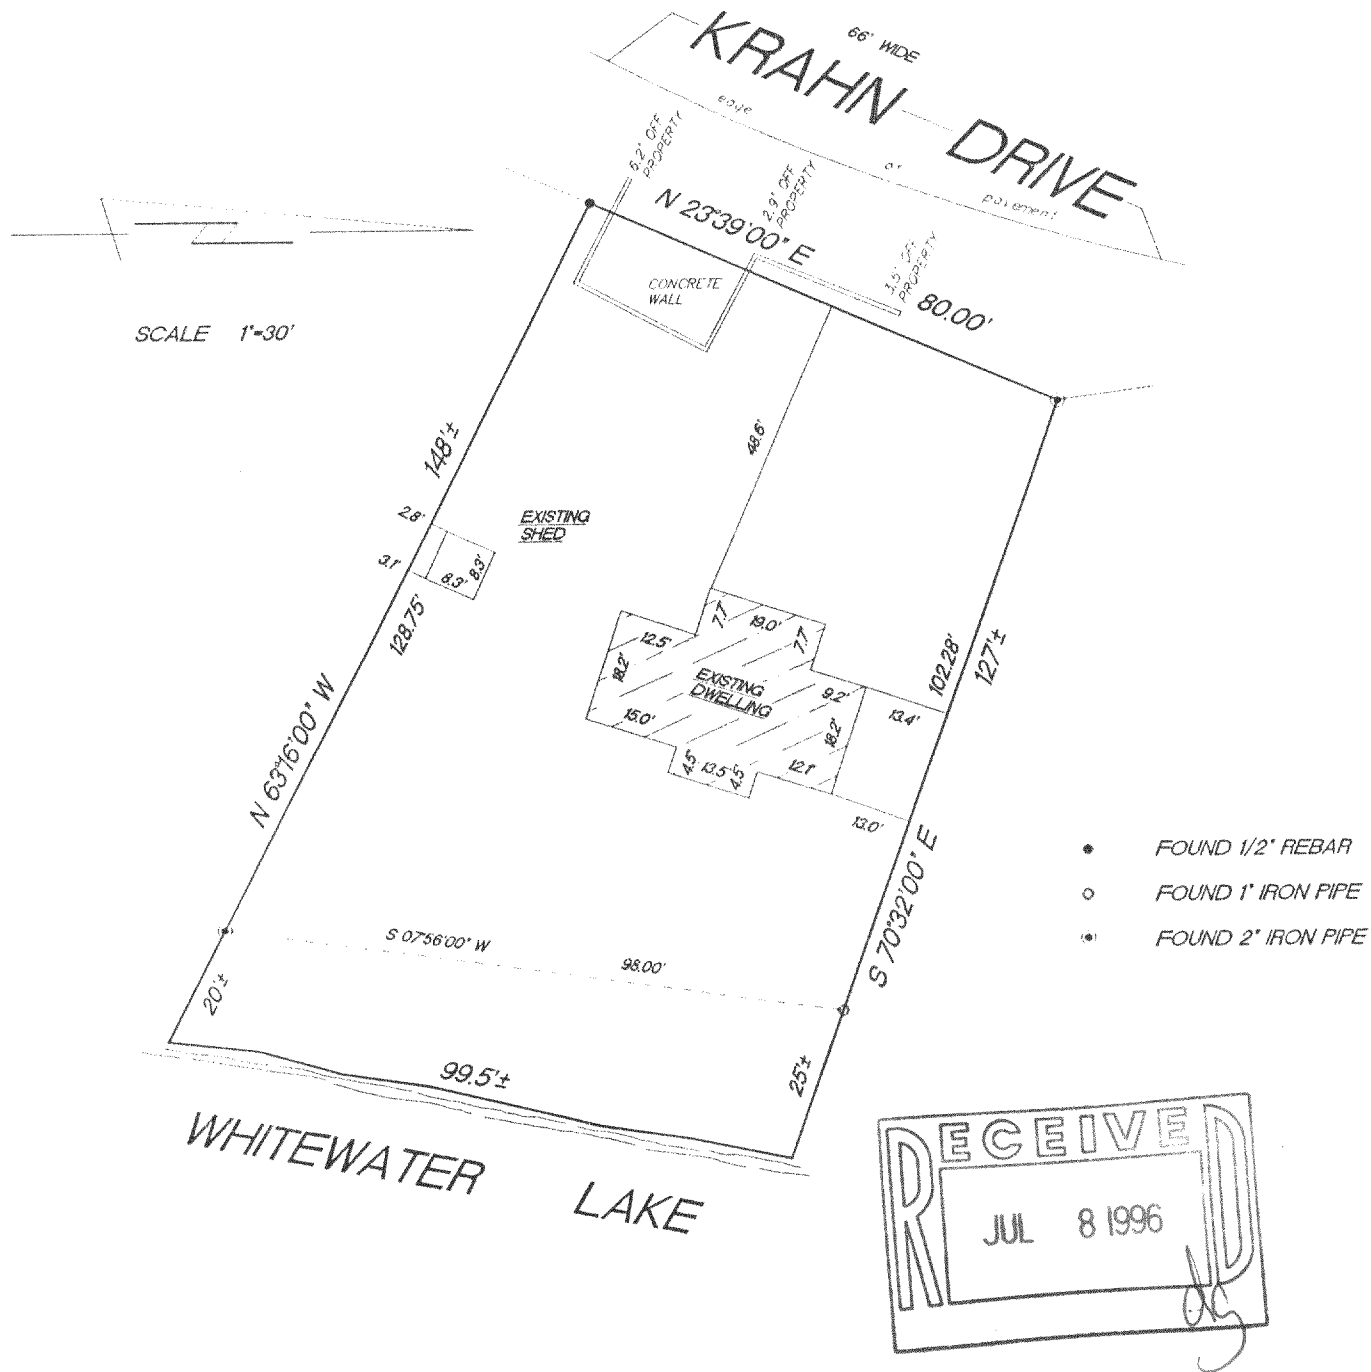 66' WIDE
KRAHN DRIVE
edge of pavement
6.2' OFF
PROPERTY
2.9' OFF
PROPERTY
3.5' OFF
PROPERTY
N 23°39'00" E
80.00'
CONCRETE
WALL
SCALE 1"=30'
148'±
48.6'
2.8'
EXISTING
SHED
3.1'
8.3'
8.3'
128.75'
7.7'
19.0'
7.7'
12.5'
18.2'
EXISTING
DWELLING
9.2'
102.28'
127'±
13.4'
15.0'
18.2'
4.5'
13.5'
4.5'
12.1'
13.0'
N 63°16'00" W
S 70°32'00" E
FOUND 1/2" REBAR
FOUND 1" IRON PIPE
FOUND 2" IRON PIPE
S 07°56'00" W
98.00'
20'±
25'±
99.5'±
WHITEWATER LAKE
RECEIVED
JUL 8 1996